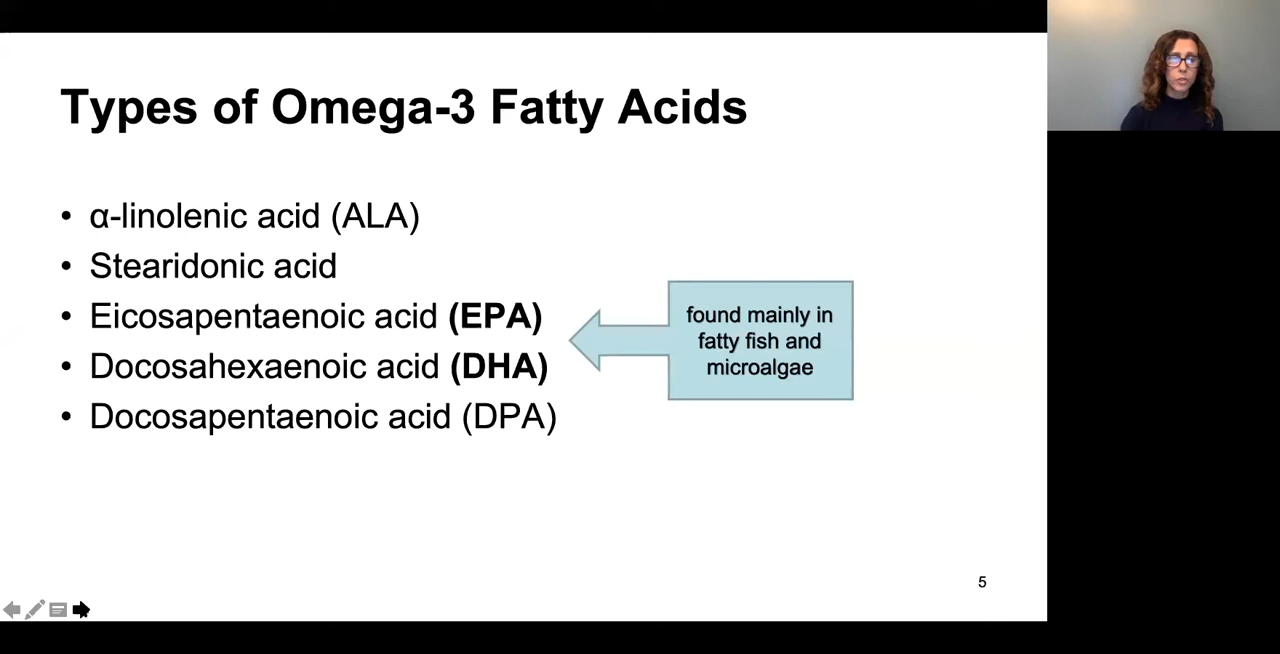 Types of Omega-3 Fatty Acids
• α-linolenic acid (ALA)
• Stearidonic acid
• Eicosapentaenoic acid (EPA)
• Docosahexaenoic acid (DHA)
• Docosapentaenoic acid (DPA)
found mainly in
fatty fish and
microalgae
5